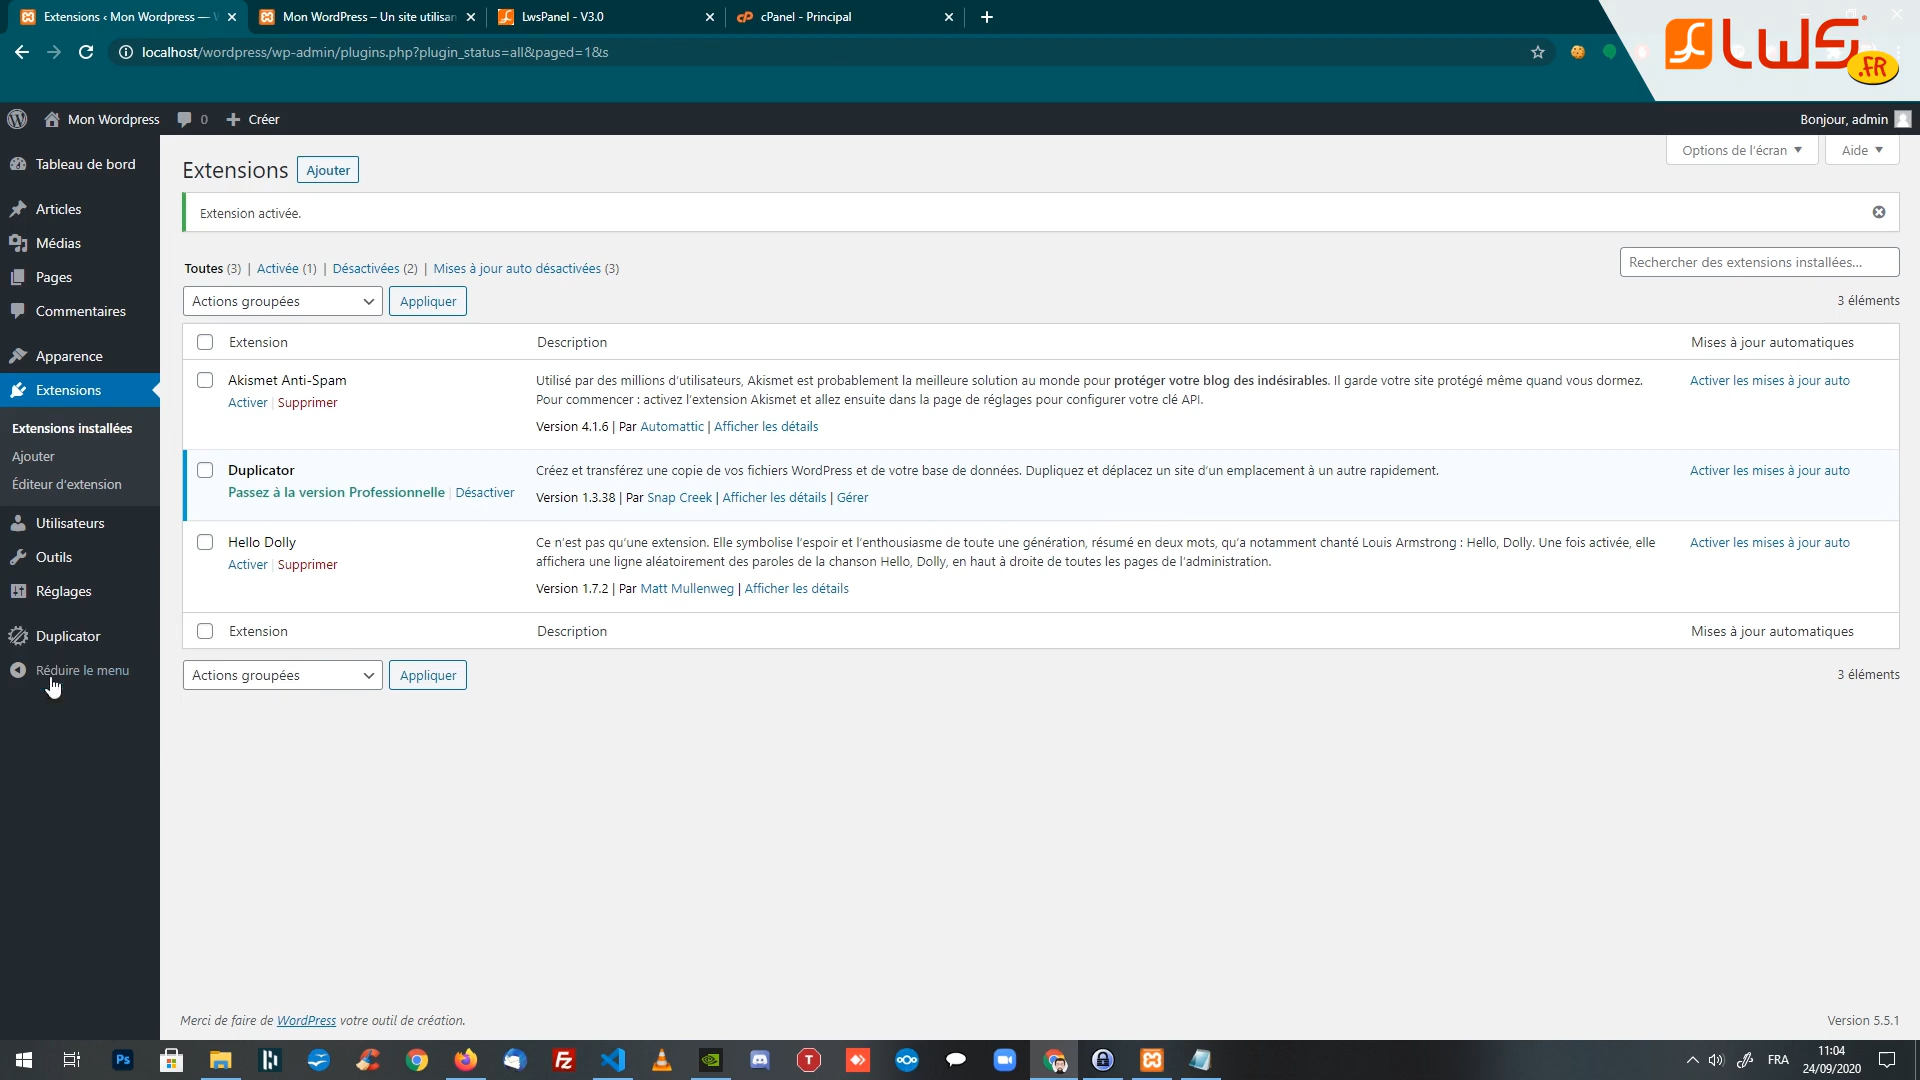 Extensions ‹ Mon Wordpress —
Mon WordPress – Un site utilisan
LwsPanel - V3.0
cPanel - Principal
localhost/wordpress/wp-admin/plugins.php?plugin_status=all&paged=1&s
LWS
.FR
Mon Wordpress
0
Créer
Bonjour, admin
Tableau de bord
Articles
Médias
Pages
Commentaires
Apparence
Extensions
Extensions installées
Ajouter
Éditeur d'extension
Utilisateurs
Outils
Réglages
Duplicator
Réduire le menu
Options de l'écran
Aide
Extensions
Ajouter
Extension activée.
Toutes (3) | Activée (1) | Désactivées (2) | Mises à jour auto désactivées (3)
Rechercher des extensions installées...
Actions groupées
Appliquer
3 éléments
Extension
Description
Mises à jour automatiques
Akismet Anti-Spam
Activer | Supprimer
Utilisé par des millions d'utilisateurs, Akismet est probablement la meilleure solution au monde pour protéger votre blog des indésirables. Il garde votre site protégé même quand vous dormez.
Pour commencer : activez l'extension Akismet et allez ensuite dans la page de réglages pour configurer votre clé API.
Version 4.1.6 | Par Automattic | Afficher les détails
Activer les mises à jour auto
Duplicator
Passez à la version Professionnelle | Désactiver
Créez et transférez une copie de vos fichiers WordPress et de votre base de données. Dupliquez et déplacez un site d'un emplacement à un autre rapidement.
Version 1.3.38 | Par Snap Creek | Afficher les détails | Gérer
Activer les mises à jour auto
Hello Dolly
Activer | Supprimer
Ce n'est pas qu'une extension. Elle symbolise l'espoir et l'enthousiasme de toute une génération, résumé en deux mots, qu'a notamment chanté Louis Armstrong : Hello, Dolly. Une fois activée, elle
affichera une ligne aléatoirement des paroles de la chanson Hello, Dolly, en haut à droite de toutes les pages de l'administration.
Version 1.7.2 | Par Matt Mullenweg | Afficher les détails
Activer les mises à jour auto
Extension
Description
Mises à jour automatiques
Actions groupées
Appliquer
3 éléments
Merci de faire de WordPress votre outil de création.
Version 5.5.1
Ps
FZ
T
FRA
11:04
24/09/2020